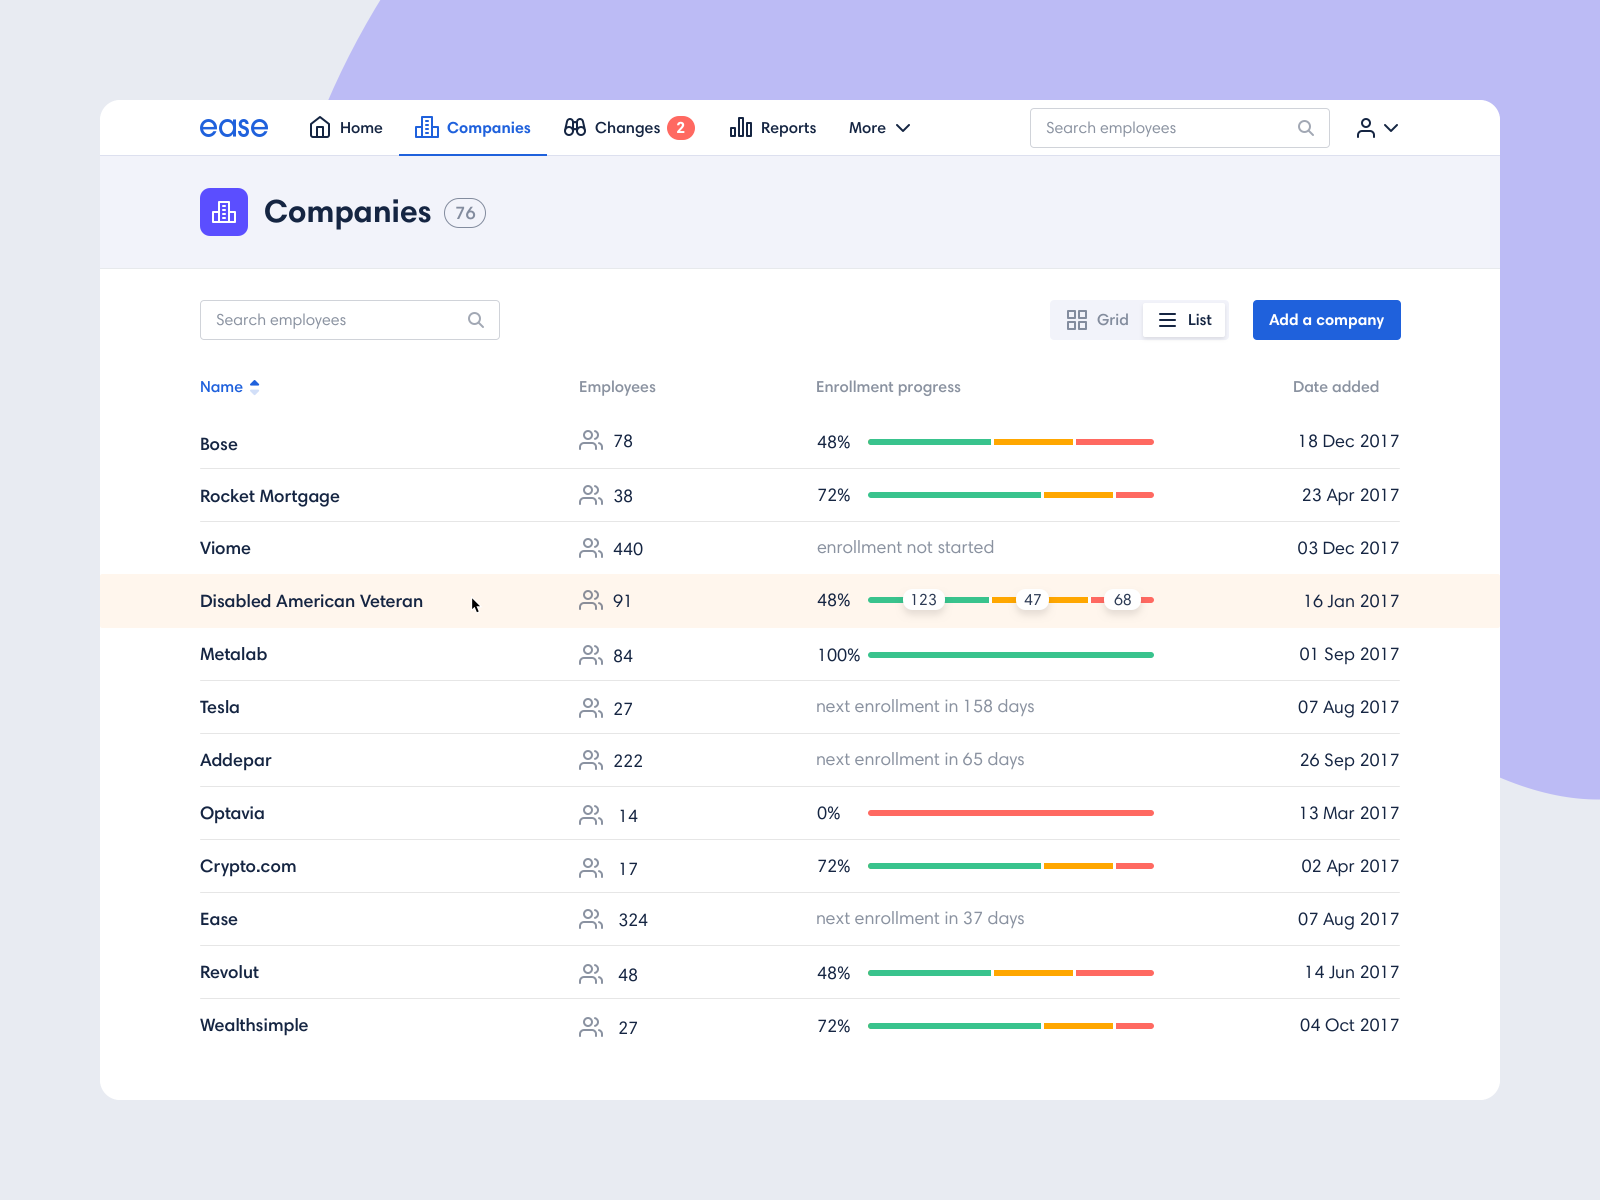 ease Home Companies Changes 2 Reports More Search employees
Companies 76
Search employees Grid List Add a company
Name Employees Enrollment progress Date added
Bose 78 48% 18 Dec 2017
Rocket Mortgage 38 72% 23 Apr 2017
Viome 440 enrollment not started 03 Dec 2017
Disabled American Veteran 91 48% 123 47 68 16 Jan 2017
Metalab 84 100% 01 Sep 2017
Tesla 27 next enrollment in 158 days 07 Aug 2017
Addepar 222 next enrollment in 65 days 26 Sep 2017
Optavia 14 0% 13 Mar 2017
Crypto.com 17 72% 02 Apr 2017
Ease 324 next enrollment in 37 days 07 Aug 2017
Revolut 48 48% 14 Jun 2017
Wealthsimple 27 72% 04 Oct 2017